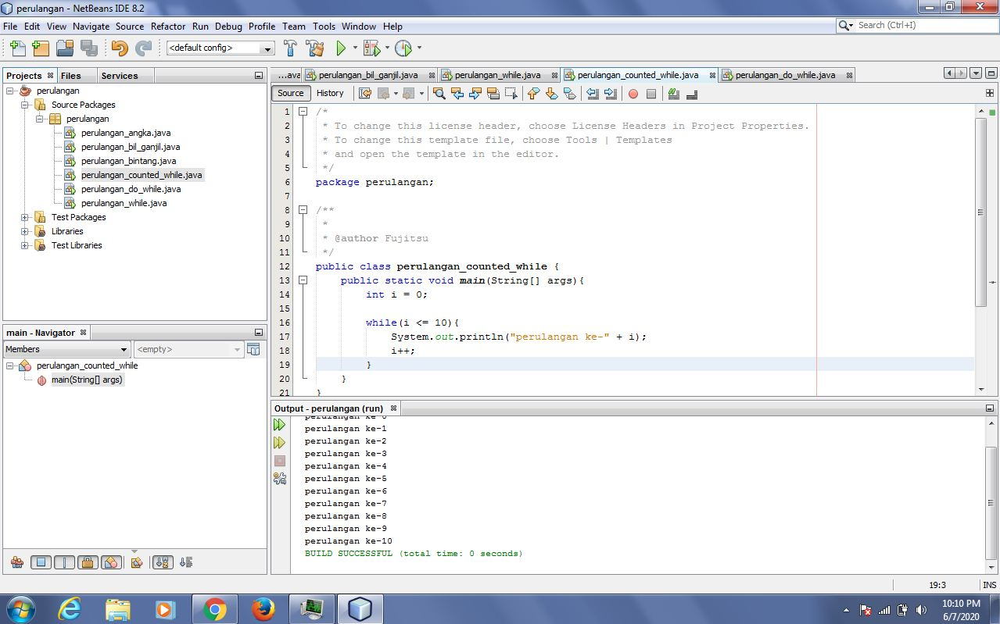 perulangan - NetBeans IDE 8.2
File Edit View Navigate Source Refactor Run Debug Profile Team Tools Window Help
Search (Ctrl+I)
<default config>
Projects Files Services
perulangan
Source Packages
perulangan
perulangan_angka.java
perulangan_bil_ganjil.java
perulangan_bintang.java
perulangan_counted_while.java
perulangan_do_while.java
perulangan_while.java
Test Packages
Libraries
Test Libraries
main - Navigator
Members <empty>
perulangan_counted_while
main(String[] args)
...ava perulangan_bil_ganjil.java perulangan_while.java perulangan_counted_while.java perulangan_do_while.java
Source History
1 /*
2 * To change this license header, choose License Headers in Project Properties.
3 * To change this template file, choose Tools | Templates
4 * and open the template in the editor.
5 */
6 package perulangan;
7
8 /**
9 *
10 * @author Fujitsu
11 */
12 public class perulangan_counted_while {
13 public static void main(String[] args){
14 int i = 0;
15
16 while(i <= 10){
17 System.out.println("perulangan ke-" + i);
18 i++;
19 }
20 }
21 }
Output - perulangan (run)
perulangan ke-0
perulangan ke-1
perulangan ke-2
perulangan ke-3
perulangan ke-4
perulangan ke-5
perulangan ke-6
perulangan ke-7
perulangan ke-8
perulangan ke-9
perulangan ke-10
BUILD SUCCESSFUL (total time: 0 seconds)
19:3 INS
10:10 PM
6/7/2020